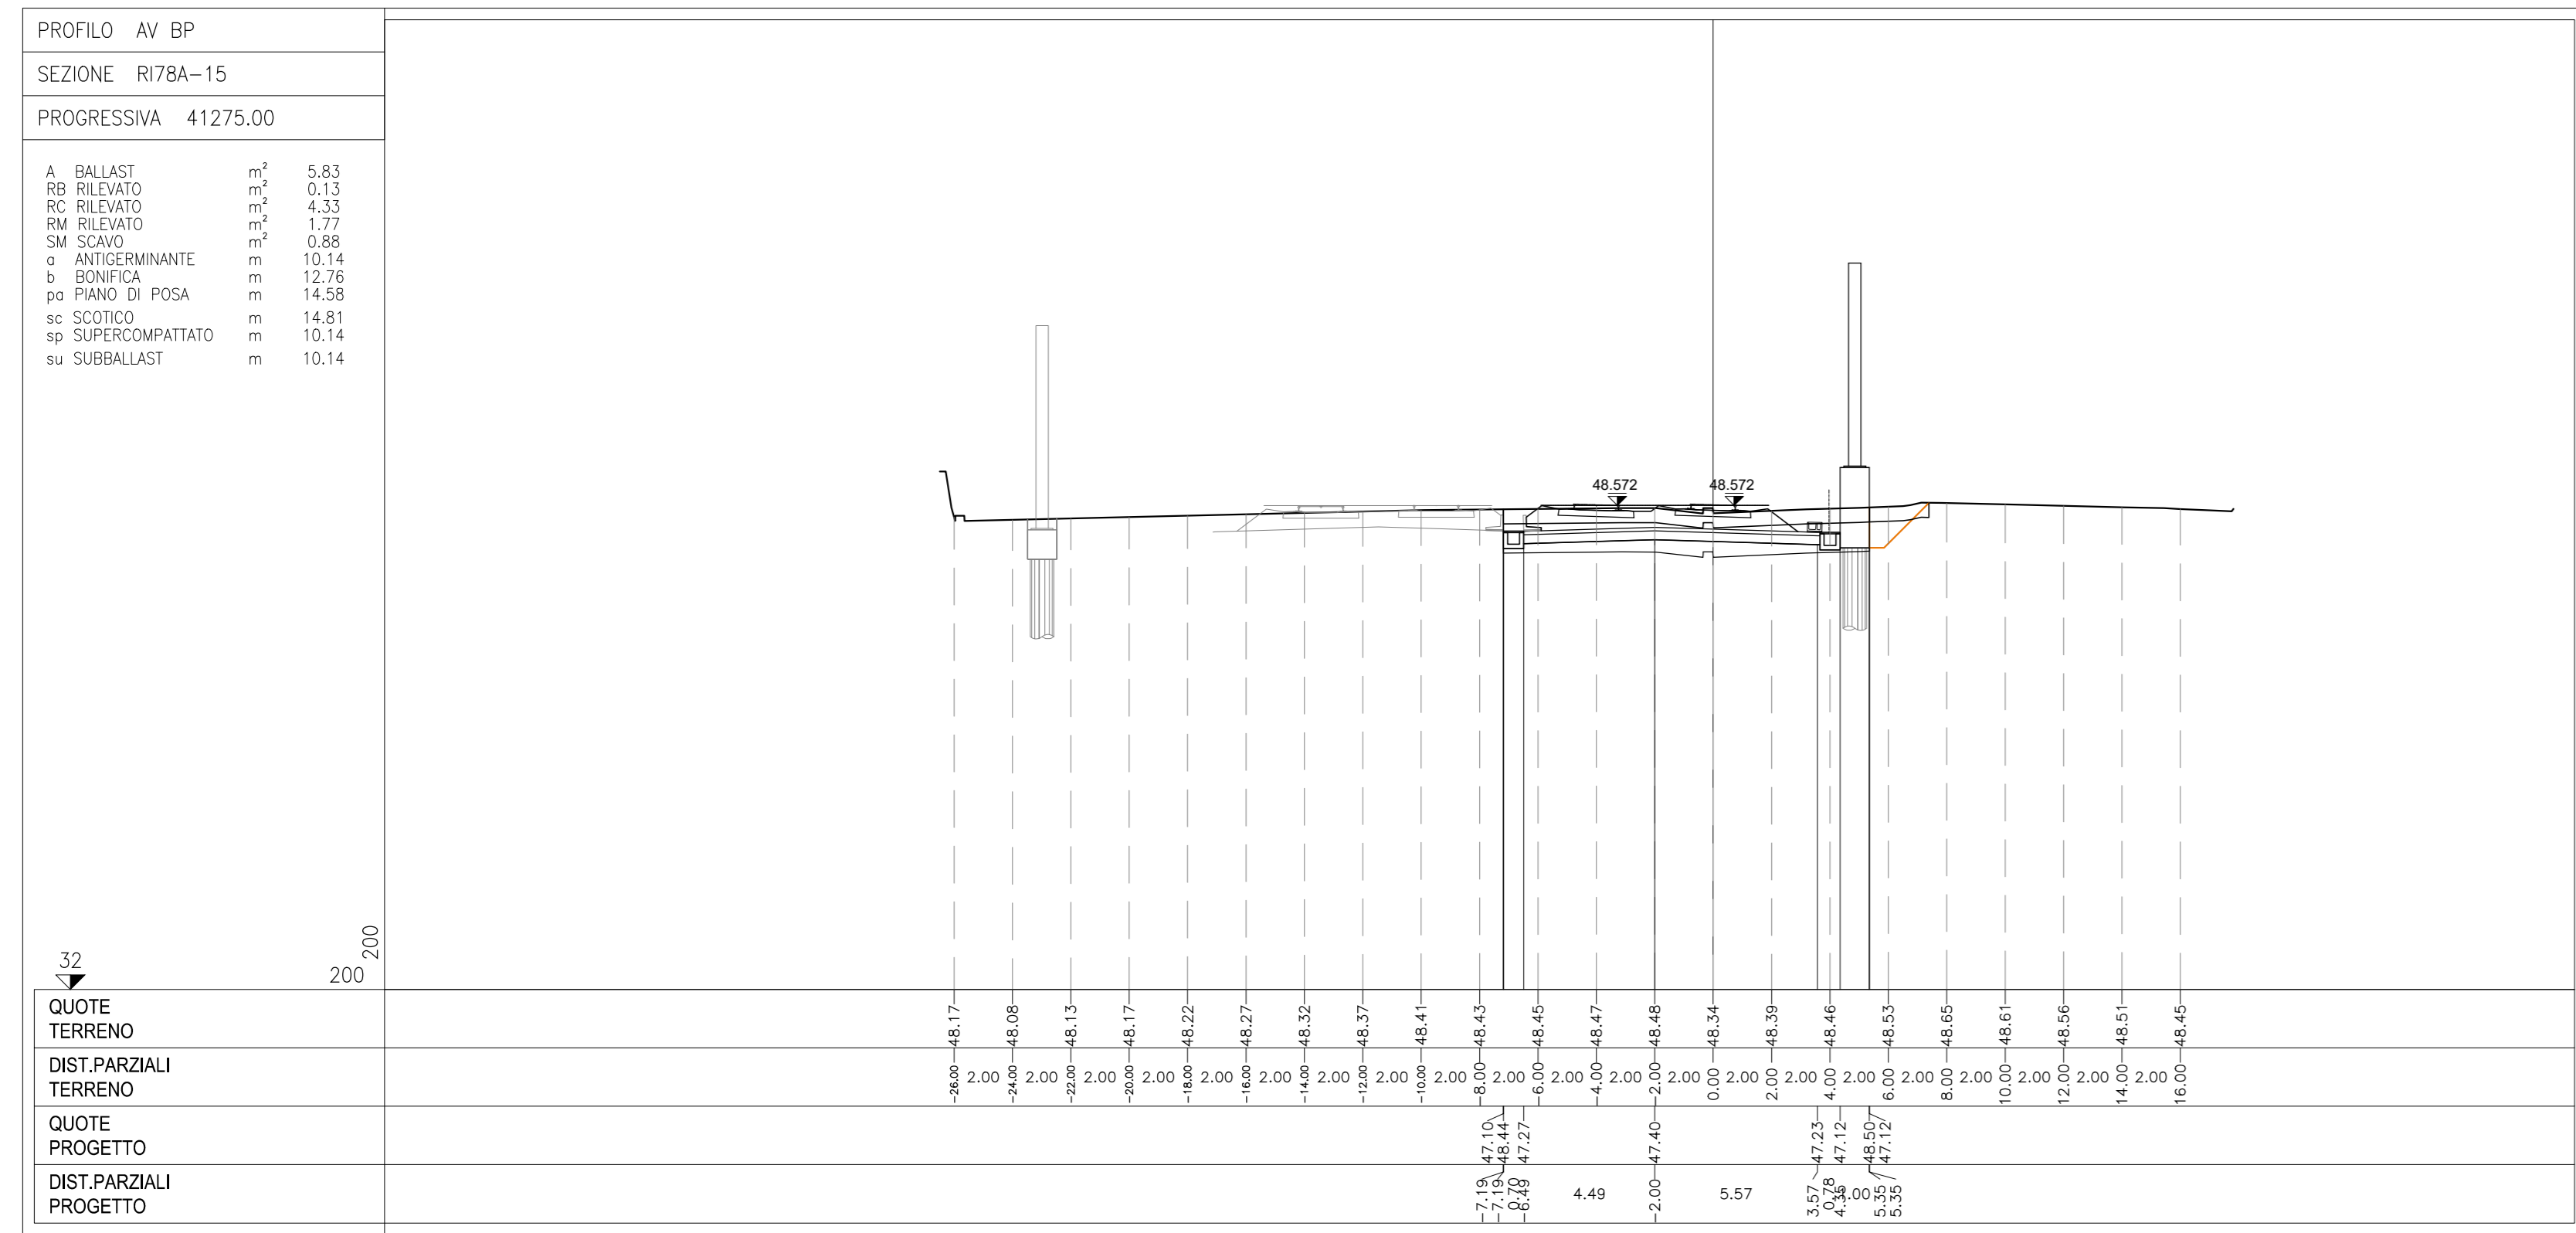 PROFILO AV BP
SEZIONE RI78A-15
PROGRESSIVA 41275.00
A BALLAST m² 5.83
RB RILEVATO m² 0.13
RC RILEVATO m² 4.33
RM RILEVATO m² 1.77
SM SCAVO m² 0.88
a ANTIGERMINANTE m 10.14
b BONIFICA m 12.76
pa PIANO DI POSA m 14.58
sc SCOTICO m 14.81
sp SUPERCOMPATTATO m 10.14
su SUBBALLAST m 10.14
48.572 48.572
32
200
200
QUOTE
TERRENO
48.17 48.08 48.13 48.17 48.22 48.27 48.32 48.37 48.41 48.43 48.45 48.47 48.48 48.34 48.39 48.46 48.53 48.65 48.61 48.56 48.51 48.45
DIST.PARZIALI
TERRENO
-26.00 2.00 -24.00 2.00 -22.00 2.00 -20.00 2.00 -18.00 2.00 -16.00 2.00 -14.00 2.00 -12.00 2.00 -10.00 2.00 -8.00 2.00 -6.00 2.00 -4.00 2.00 -2.00 2.00 0.00 2.00 2.00 2.00 4.00 2.00 6.00 2.00 8.00 2.00 10.00 2.00 12.00 2.00 14.00 2.00 16.00
QUOTE
PROGETTO
47.10 48.44 47.27 47.40 47.23 47.12 48.50 47.12
DIST.PARZIALI
PROGETTO
-7.19 -7.19 0.70 -6.49 4.49 -2.00 5.57 3.57 0.78 4.35 5.35 5.35